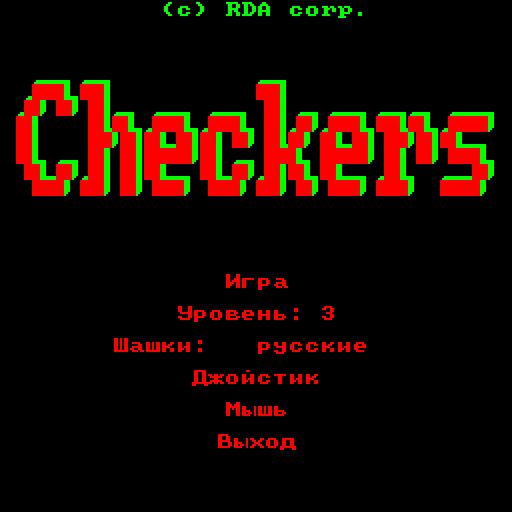 (c) RDA corp.
Checkers
Игра
Уровень: 3
Шашки: русские
Джойстик
Мышь
Выход